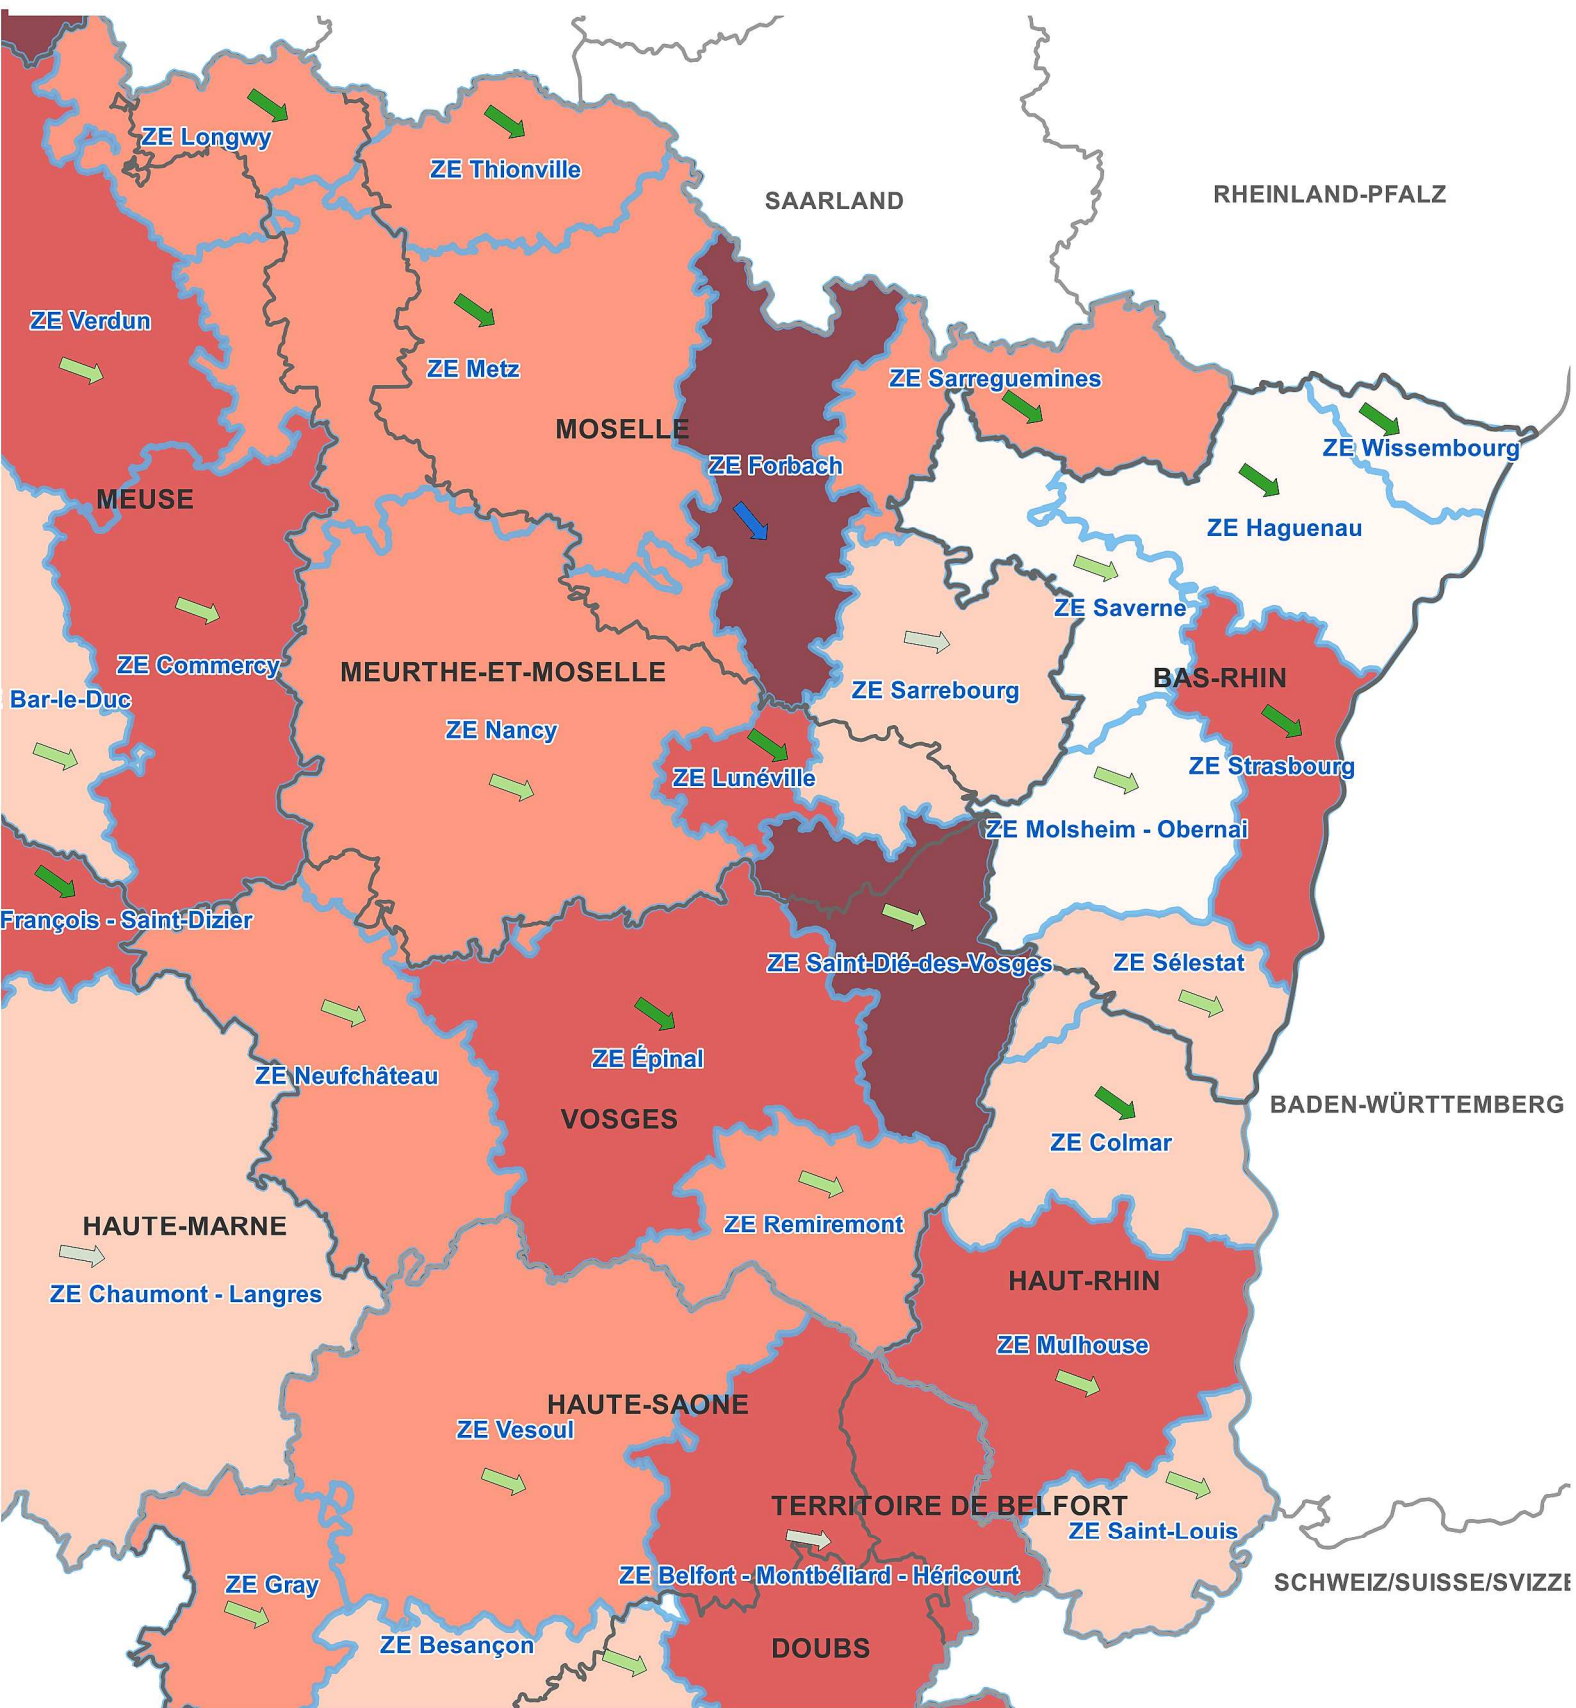 ZE Longwy
ZE Thionville
RHEINLAND-PFALZ
SAARLAND
ZE Verdun
ZE Metz
ZE Sarreguemines
MOSELLE
ZE Wissembourg
ZE Forbach
MEUSE
ZE Haguenau
ZE Saverne
ZE Commercy
MEURTHE-ET-MOSELLE
BAS-RHIN
ZE Sarrebourg
Bar-le-Duc
ZE Nancy
ZE Strasbourg
ZE Lunéville
ZE Molsheim - Obernai
François - Saint-Dizier
ZE Saint-Dié-des-Vosges
ZE Sélestat
ZE Épinal
ZE Neufchâteau
BADEN-WÜRTTEMBERG
VOSGES
ZE Colmar
ZE Remiremont
HAUTE-MARNE
HAUT-RHIN
ZE Chaumont - Langres
ZE Mulhouse
HAUTE-SAONE
ZE Vesoul
TERRITOIRE DE BELFORT
ZE Saint-Louis
ZE Belfort - Montbéliard - Héricourt
SCHWEIZ/SUISSE/SVIZZE
ZE Gray
ZE Besançon
DOUBS